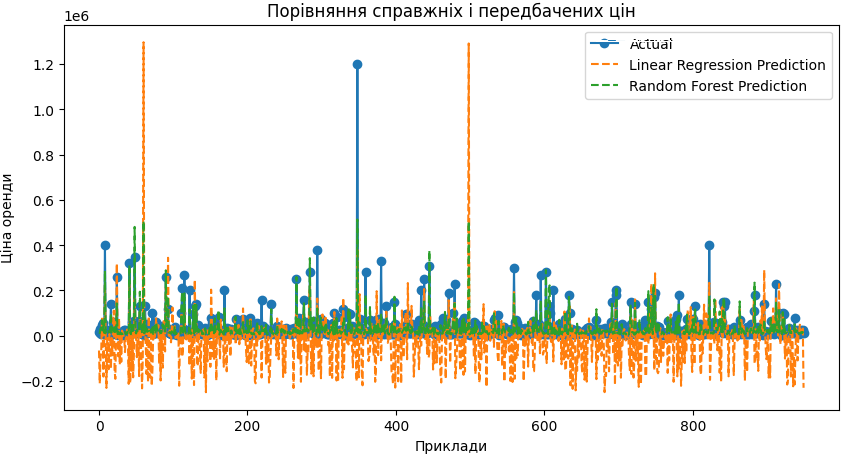 Порівняння справжніх і передбачених цін
1e6
Actual
Linear Regression Prediction
Random Forest Prediction
1.2
1.0
0.8
0.6
0.4
0.2
0.0
−0.2
Ціна оренди
0 200 400 600 800
Приклади